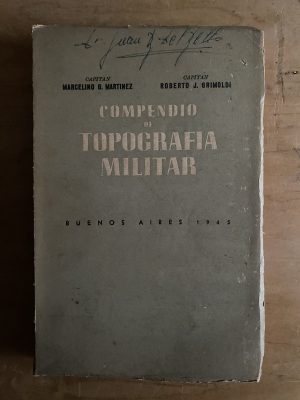 CAPITAN CAPITAN
MARCELINO G. MARTINEZ ROBERTO J. GRIMOLDI
COMPENDIO
DE
TOPOGRAFIA
MILITAR
BUENOS AIRES 1945